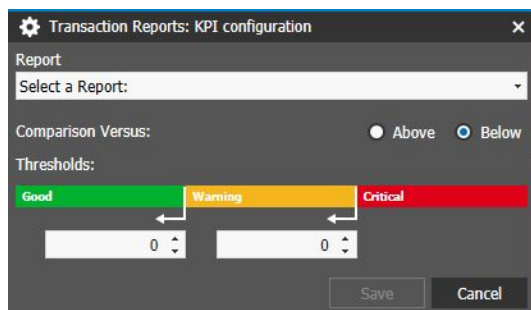 Transaction Reports: KPI configuration
Report
Select a Report:
Comparison Versus: Above Below
Thresholds:
Good Warning Critical
0 0
Save Cancel